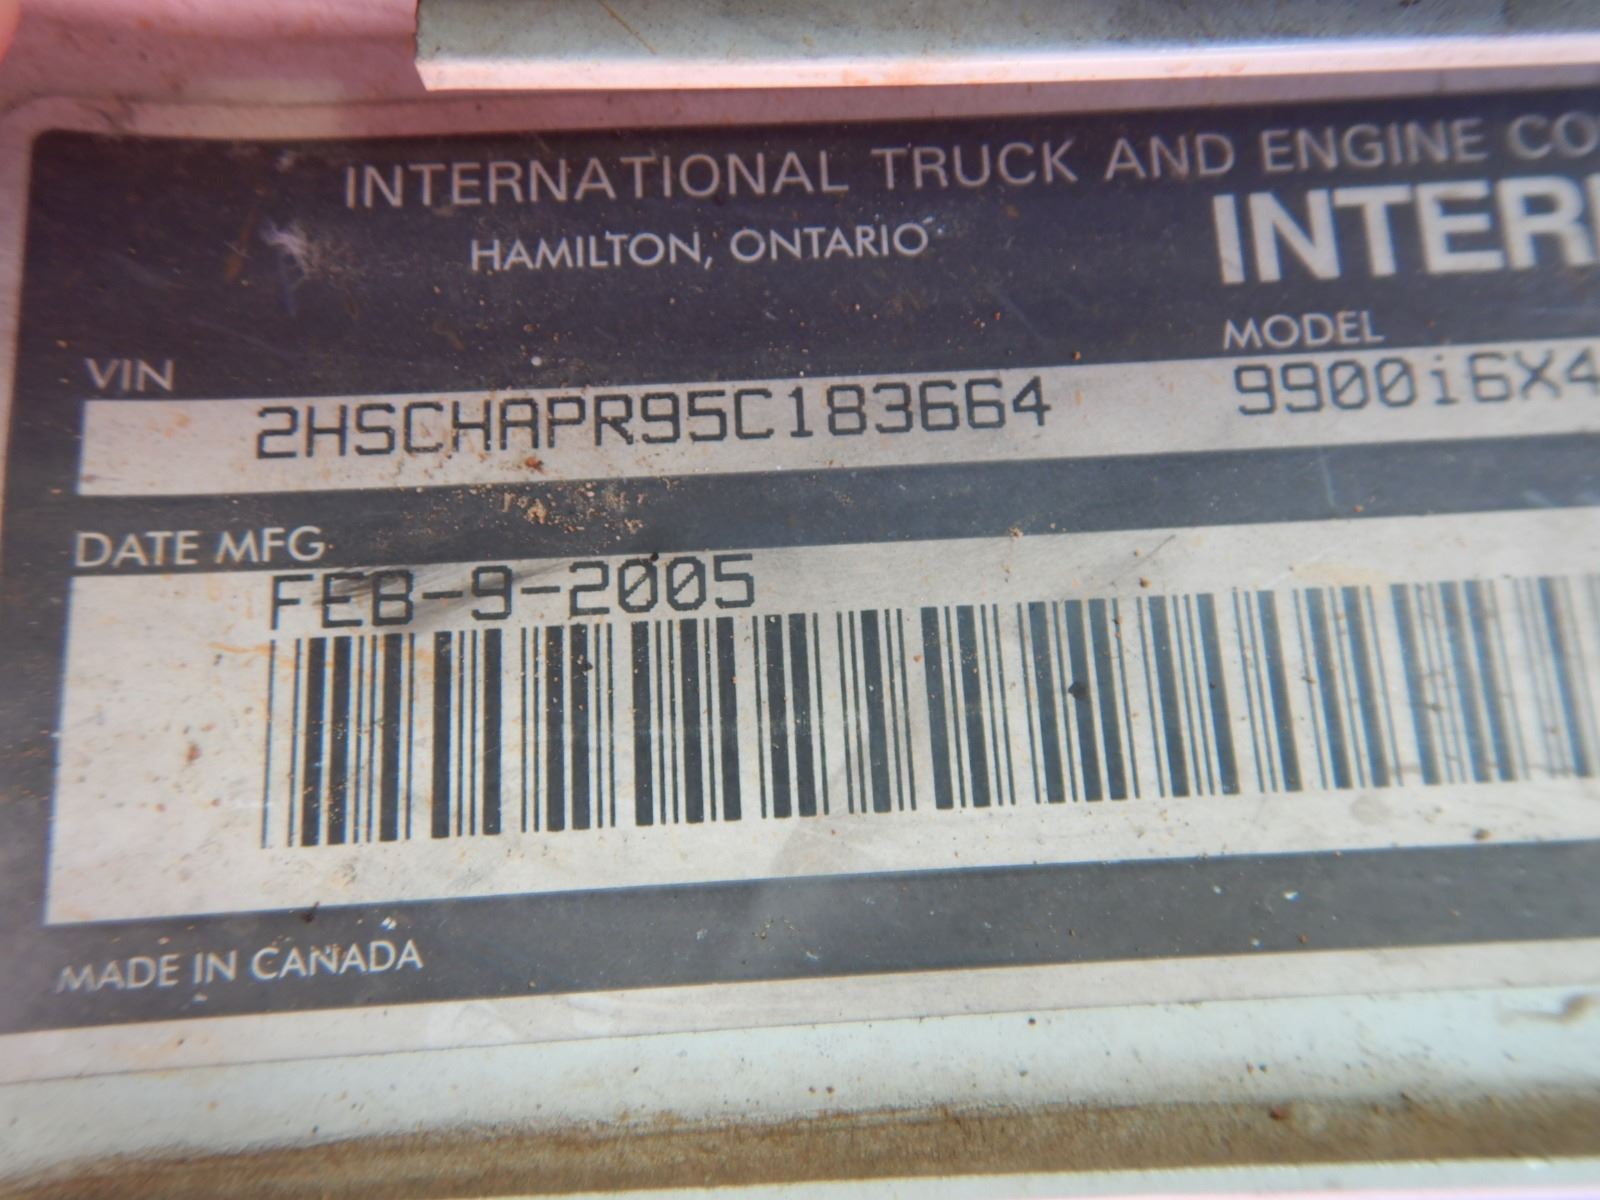 INTERNATIONAL TRUCK AND ENGINE CO
HAMILTON, ONTARIO
INTER
VIN
MODEL
2HSCHAPR95C183664
9900i6X4
DATE MFG
FEB-9-2005
MADE IN CANADA